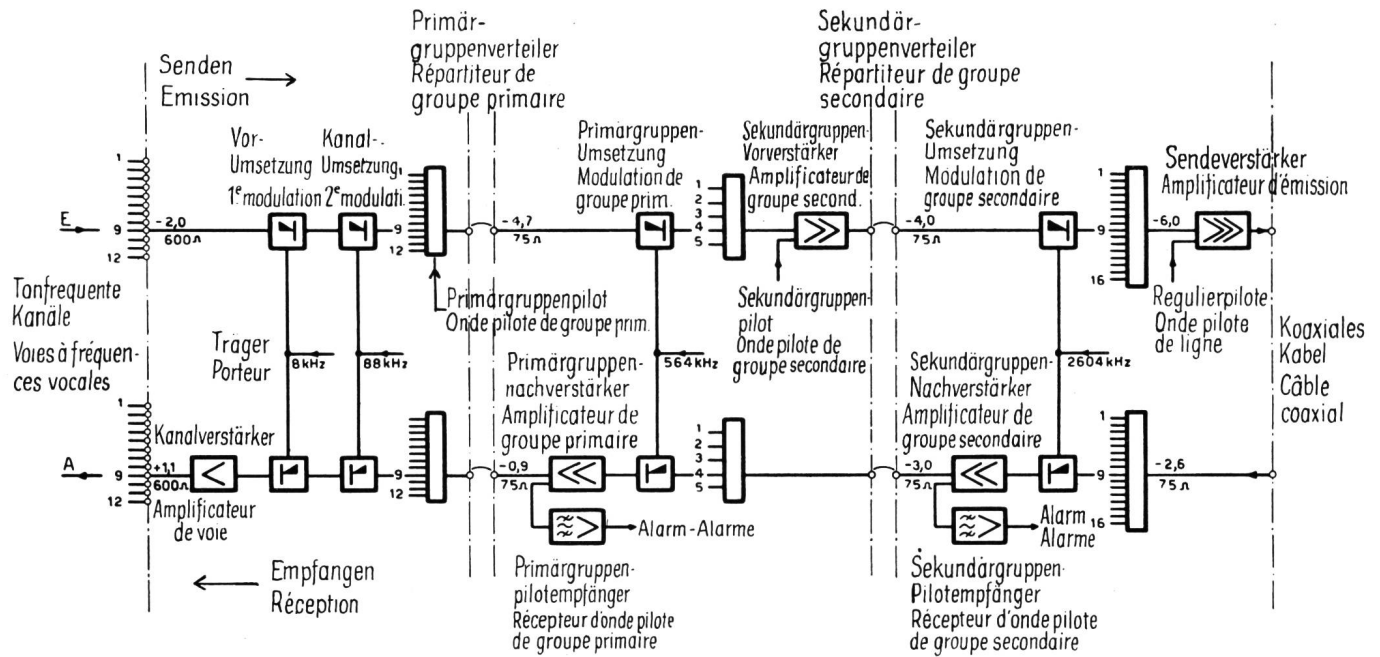 Senden
Emission
Primär-
gruppenverteiler
Répartiteur de
groupe primaire
Sekundär-
gruppenverteiler
Répartiteur de groupe
secondaire
Vor-
Umsetzung
1e modulation
Kanal-
Umsetzung
2e modulati.
Primärgruppen-
Umsetzung
Modulation de
groupe prim.
Sekundärgruppen-
Vorverstärker
Amplificateur de
groupe second.
Sekundärgruppen-
Umsetzung
Modulation de
groupe secondaire
Sendeverstärker
Amplificateur d'émission
1
E
9
12
-2,0
600Ω
1
9
12
-4,7
75Ω
1
2
3
4
5
-4,0
75Ω
1
9
16
-6,0
Primärgruppenpilot
Onde pilote de groupe prim.
Sekundärgruppen-
pilot
Onde pilote de
groupe secondaire
Regulierpilote
Onde pilote
de ligne
Tonfrequente
Kanäle
Voies à fréquen-
ces vocales
Träger
Porteur
8kHz
88kHz
564kHz
2604kHz
Koaxiales
Kabel
Câble
coaxial
Primärgruppen-
nachverstärker
Amplificateur de
groupe primaire
Sekundärgruppen-
Nachverstärker
Amplificateur de
groupe secondaire
1
A
9
12
Kanalverstärker
+1,1
600Ω
Amplificateur
de voie
9
12
-0,9
75Ω
1
2
3
4
5
-3,0
75Ω
1
9
16
-2,6
75Ω
Alarm-Alarme
Alarm
Alarme
Empfangen
Réception
Primärgruppen-
pilotempfänger
Récepteur d'onde pilote
de groupe primaire
Sekundärgruppen-
Pilotempfänger
Récepteur d'onde pilote
de groupe secondaire